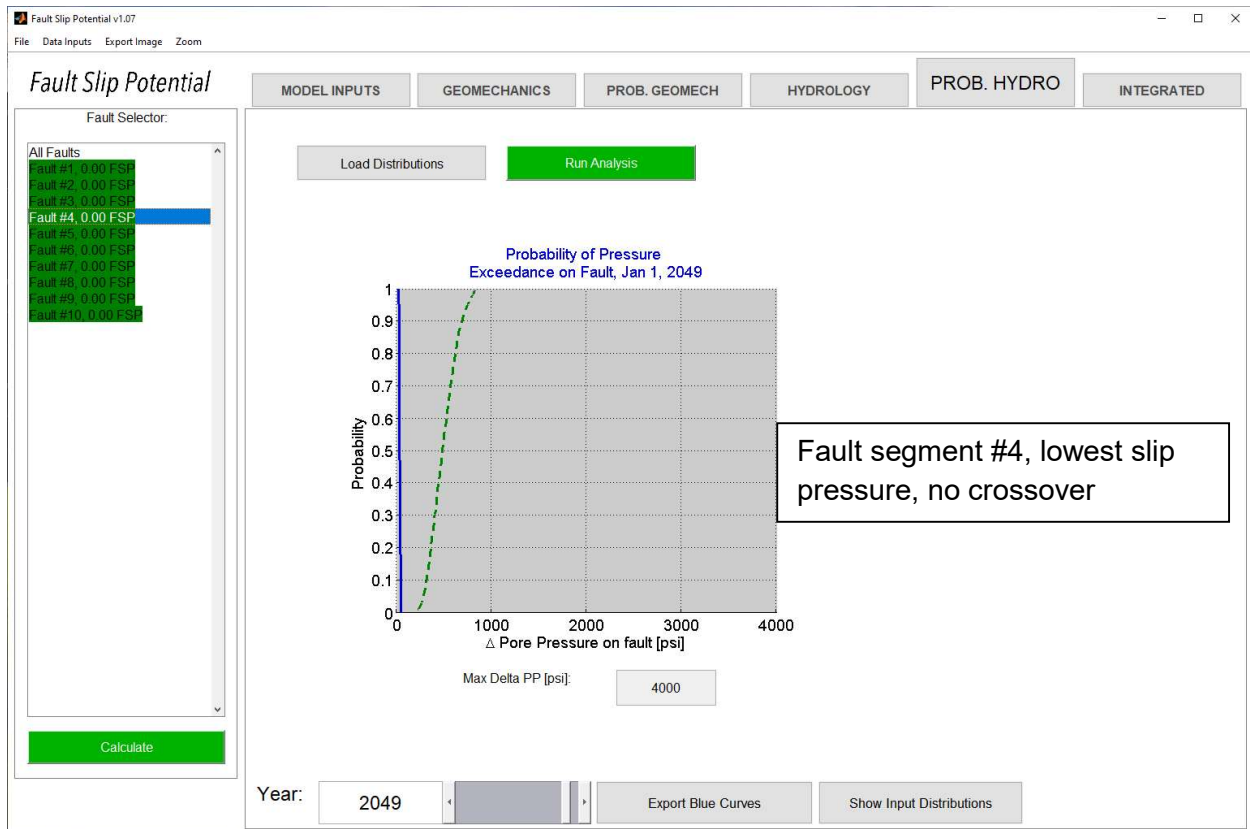 Fault Slip Potential v1.07
File Data Inputs Export Image Zoom
Fault Slip Potential
MODEL INPUTS
GEOMECHANICS
PROB. GEOMECH
HYDROLOGY
PROB. HYDRO
INTEGRATED
Fault Selector:
All Faults
Fault #1, 0.00 FSP
Fault #2, 0.00 FSP
Fault #3, 0.00 FSP
Fault #4, 0.00 FSP
Fault #5, 0.00 FSP
Fault #6, 0.00 FSP
Fault #7, 0.00 FSP
Fault #8, 0.00 FSP
Fault #9, 0.00 FSP
Fault #10, 0.00 FSP
Calculate
Load Distributions
Run Analysis
Probability of Pressure
Exceedance on Fault, Jan 1, 2049
1
0.9
0.8
0.7
0.6
0.5
0.4
0.3
0.2
0.1
0
Probability
0 1000 2000 3000 4000
Δ Pore Pressure on fault [psi]
Fault segment #4, lowest slip
pressure, no crossover
Max Delta PP [psi]:
4000
Year:
2049
Export Blue Curves
Show Input Distributions